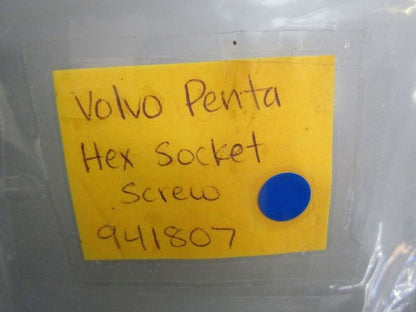 Volvo Penta
Hex Socket
Screw
941807